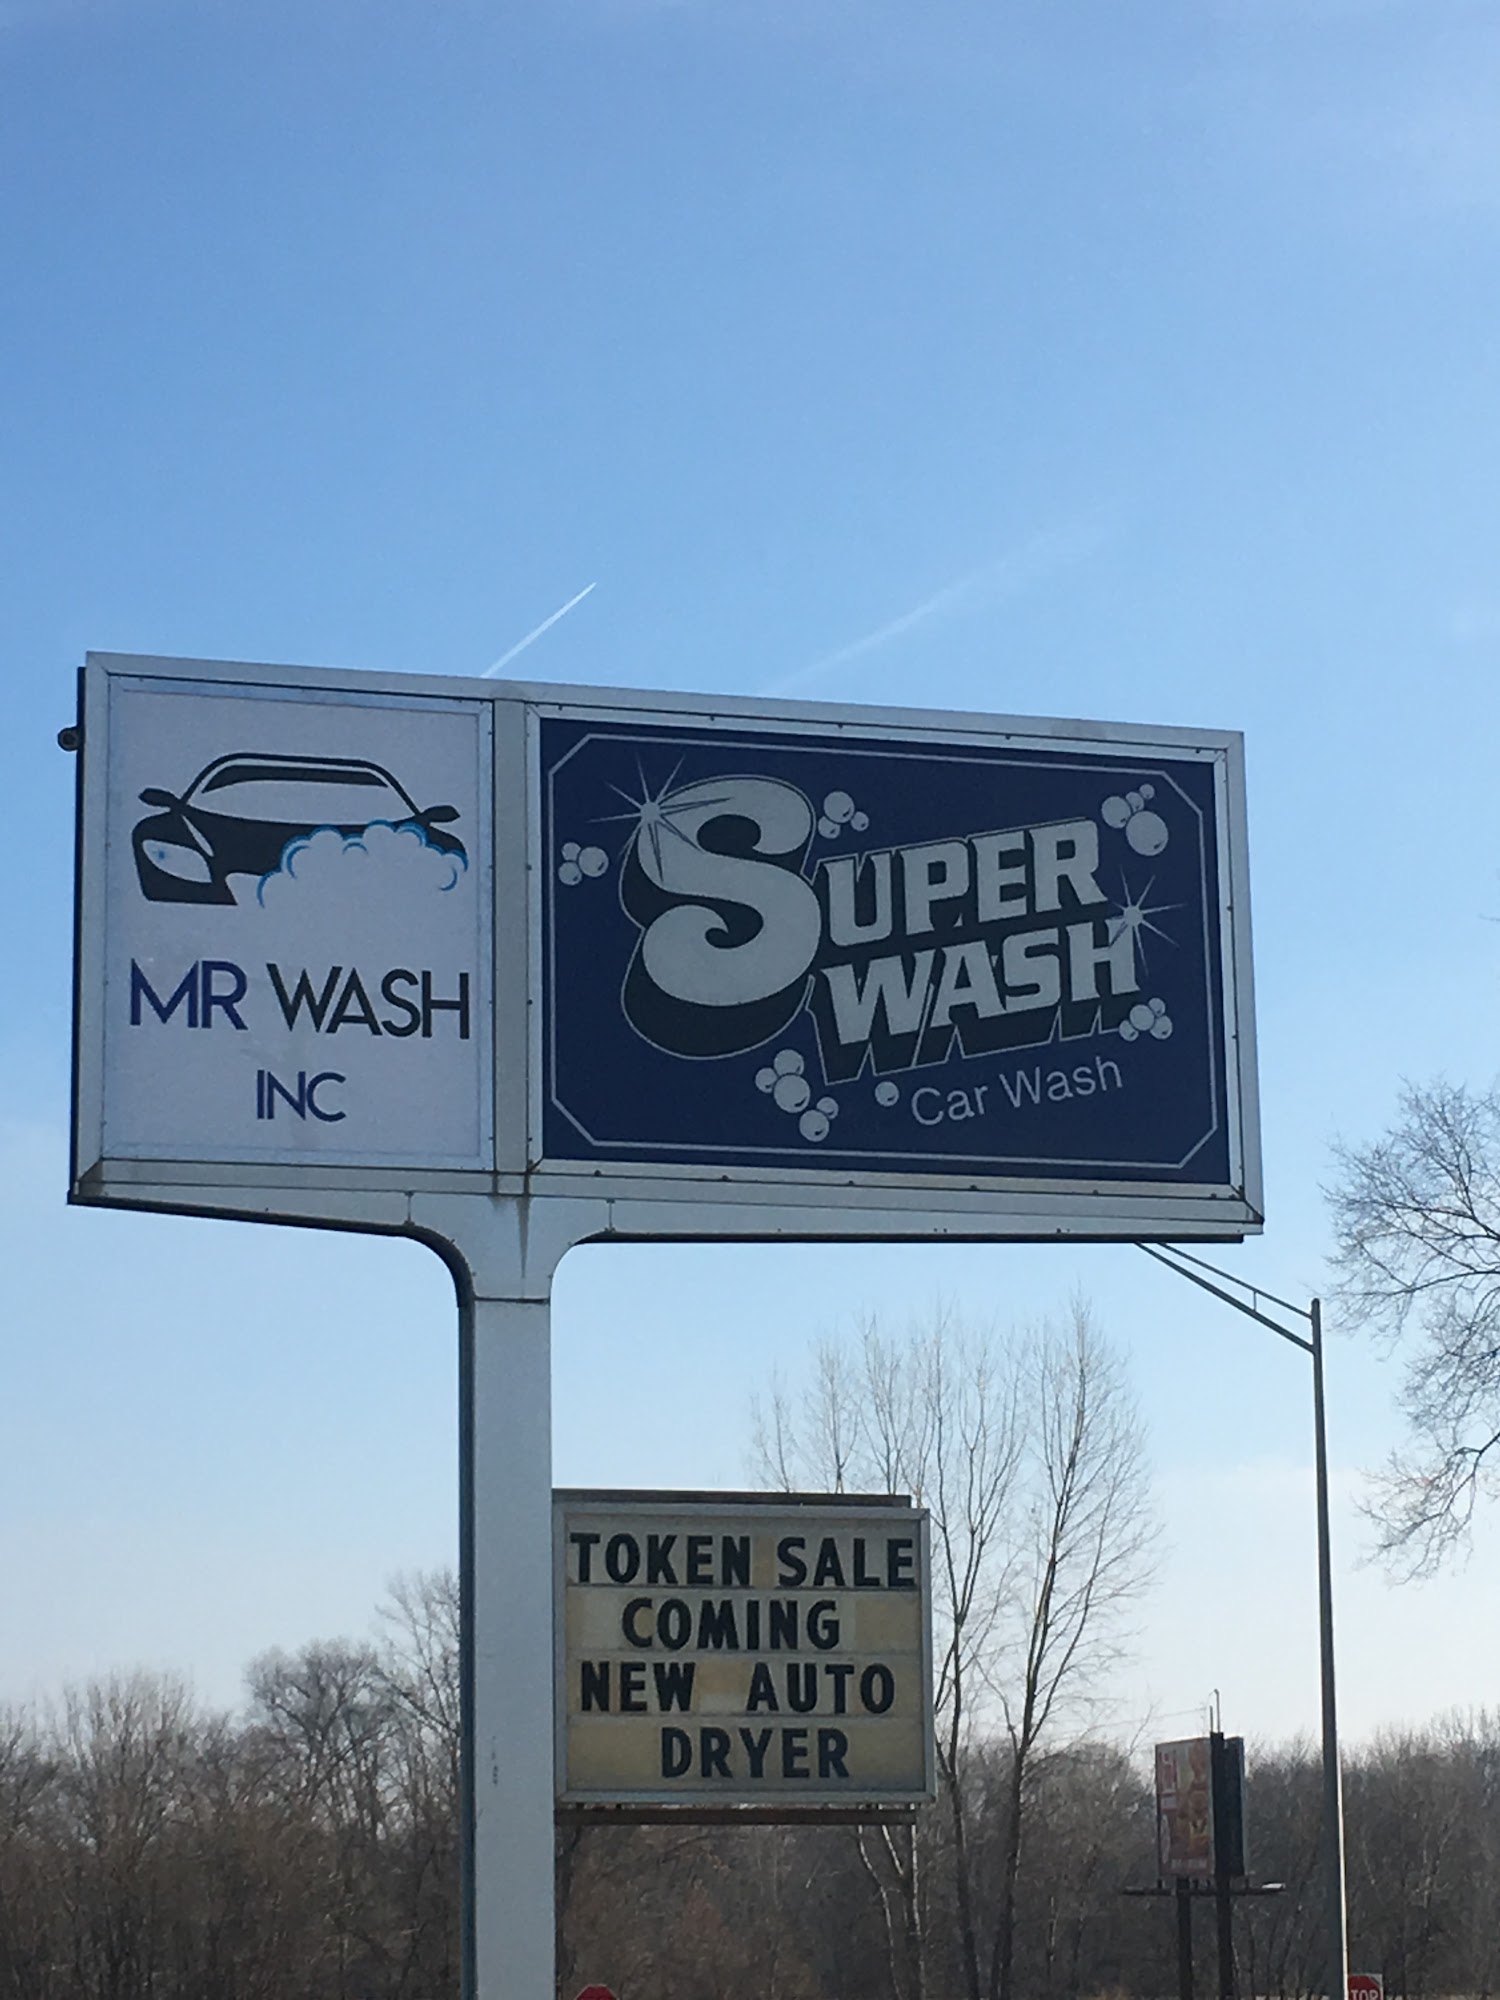 MR WASH
INC
SUPER
WASH
Car Wash
TOKEN SALE
COMING
NEW AUTO
DRYER